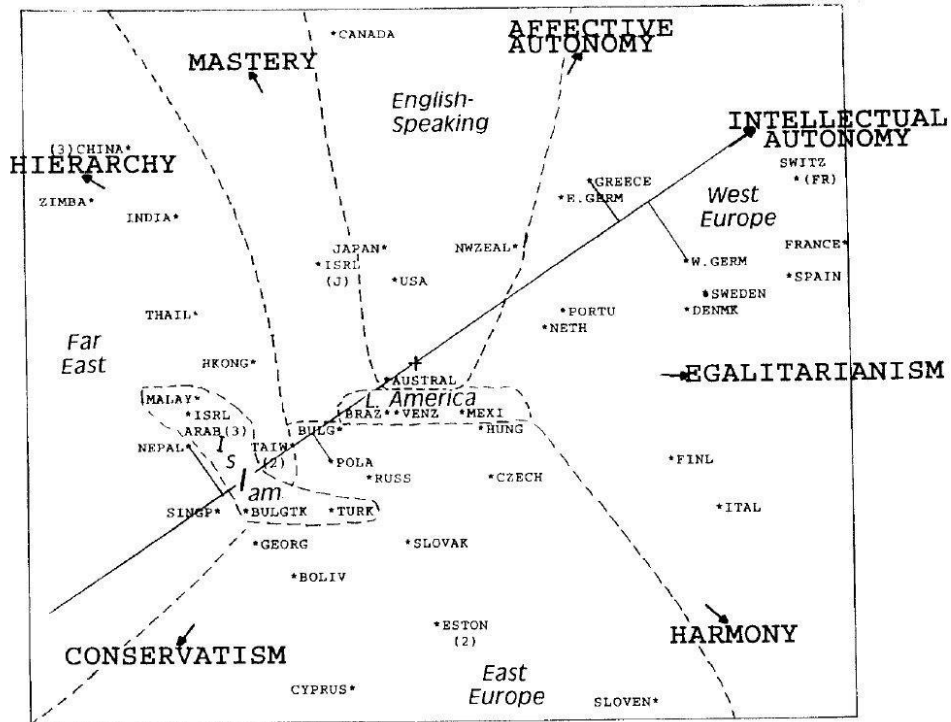 *CANADA
AFFECTIVE
AUTONOMY
MASTERY
English-
Speaking
INTELLECTUAL
AUTONOMY
(3)CHINA*
HIERARCHY
SWITZ
*(FR)
*GREECE
*E.GERM
West
Europe
ZIMBA*
INDIA*
JAPAN*
NWZEAL*
FRANCE*
*ISRL
(J)
*USA
*W.GERM
*SPAIN
*SWEDEN
*DENMK
THAIL*
*PORTU
*NETH
Far
East
HKONG*
*AUSTRAL
EGALITARIANISM
MALAY*
L. America
*ISRL
ARAB(3)
BRAZ*
*VENZ
*MEXI
BULG*
*HUNG
NEPAL*
I
s
l
am
TAIW*
(2)
*POLA
*FINL
*RUSS
*CZECH
SINGP*
*BULGTK
*TURK
*ITAL
*GEORG
*SLOVAK
*BOLIV
*ESTON
(2)
HARMONY
CONSERVATISM
East
Europe
CYPRUS*
SLOVEN*